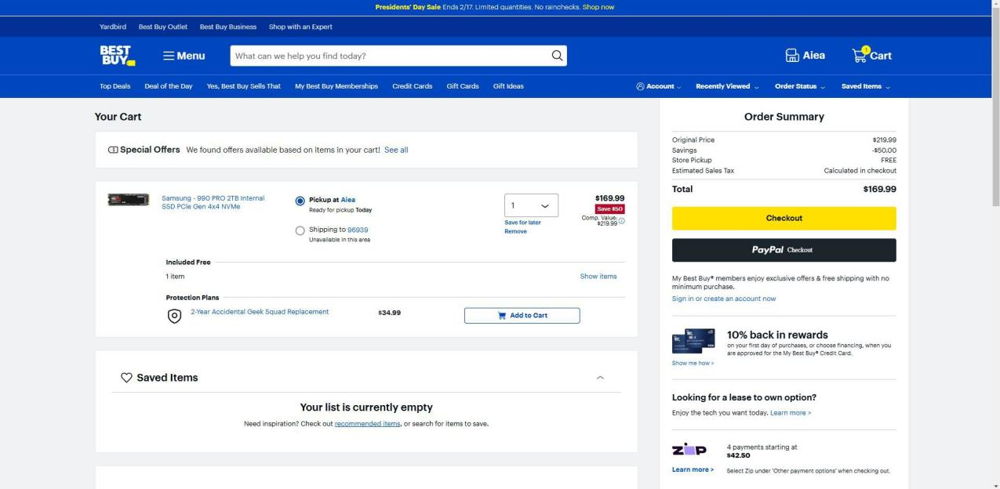 Presidents' Day Sale Ends 2/17. Limited quantities. No rainchecks. Shop now
Yardbird Best Buy Outlet Best Buy Business Shop with an Expert
BEST
BUY
Menu
What can we help you find today?
Aiea
1
Cart
Top Deals Deal of the Day Yes, Best Buy Sells That My Best Buy Memberships Credit Cards Gift Cards Gift Ideas
Account Recently Viewed Order Status Saved Items
Your Cart
Special Offers We found offers available based on items in your cart! See all
Samsung - 990 PRO 2TB Internal
SSD PCIe Gen 4x4 NVMe
Pickup at Aiea
Ready for pickup Today
Shipping to 96939
Unavailable in this area
1
Save for later
Remove
$169.99
Save $50
Comp. Value:
$219.99
Included Free
1 item
Show items
Protection Plans
2-Year Accidental Geek Squad Replacement
$34.99
Add to Cart
Saved Items
Your list is currently empty
Need inspiration? Check out recommended items, or search for items to save.
Order Summary
Original Price $219.99
Savings -$50.00
Store Pickup FREE
Estimated Sales Tax Calculated in checkout
Total $169.99
Checkout
PayPal Checkout
My Best Buy® members enjoy exclusive offers & free shipping with no
minimum purchase.
Sign in or create an account now
10% back in rewards
on your first day of purchases, or choose financing, when you
are approved for the My Best Buy® Credit Card.
Show me how >
Looking for a lease to own option?
Enjoy the tech you want today. Learn more >
ZIP
4 payments starting at
$42.50
Learn more >
Select Zip under 'Other payment options' when checking out.